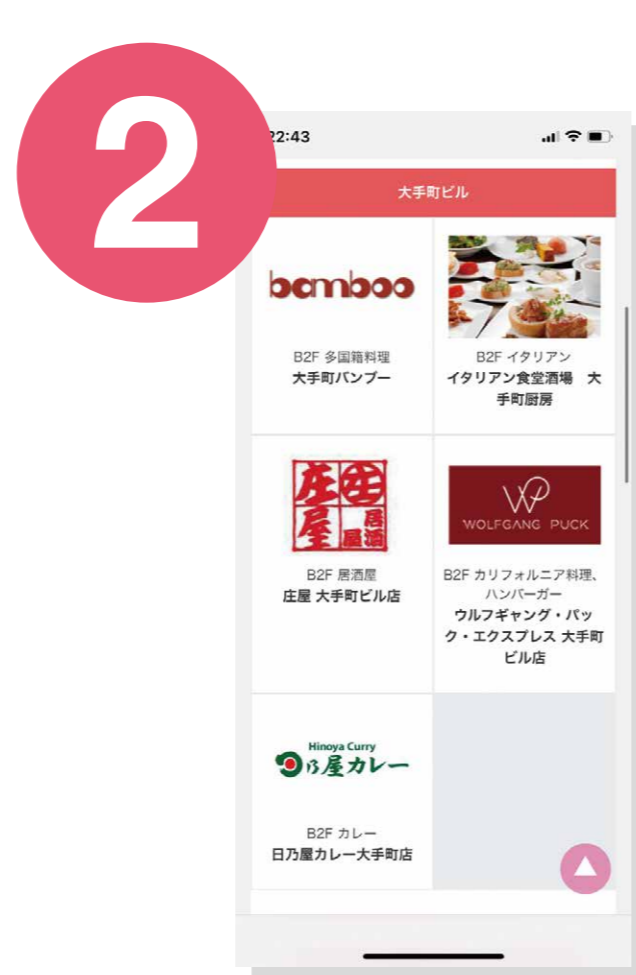 2
22:43
大手町ビル
bamboo
B2F 多国籍料理
大手町バンブー
B2F イタリアン
イタリアン食堂酒場　大
手町厨房
庄屋
居酒屋
B2F 居酒屋
庄屋 大手町ビル店
WP
WOLFGANG PUCK
B2F カリフォルニア料理、
ハンバーガー
ウルフギャング・パッ
ク・エクスプレス 大手町
ビル店
Hinoya Curry
日乃屋カレー
B2F カレー
日乃屋カレー大手町店